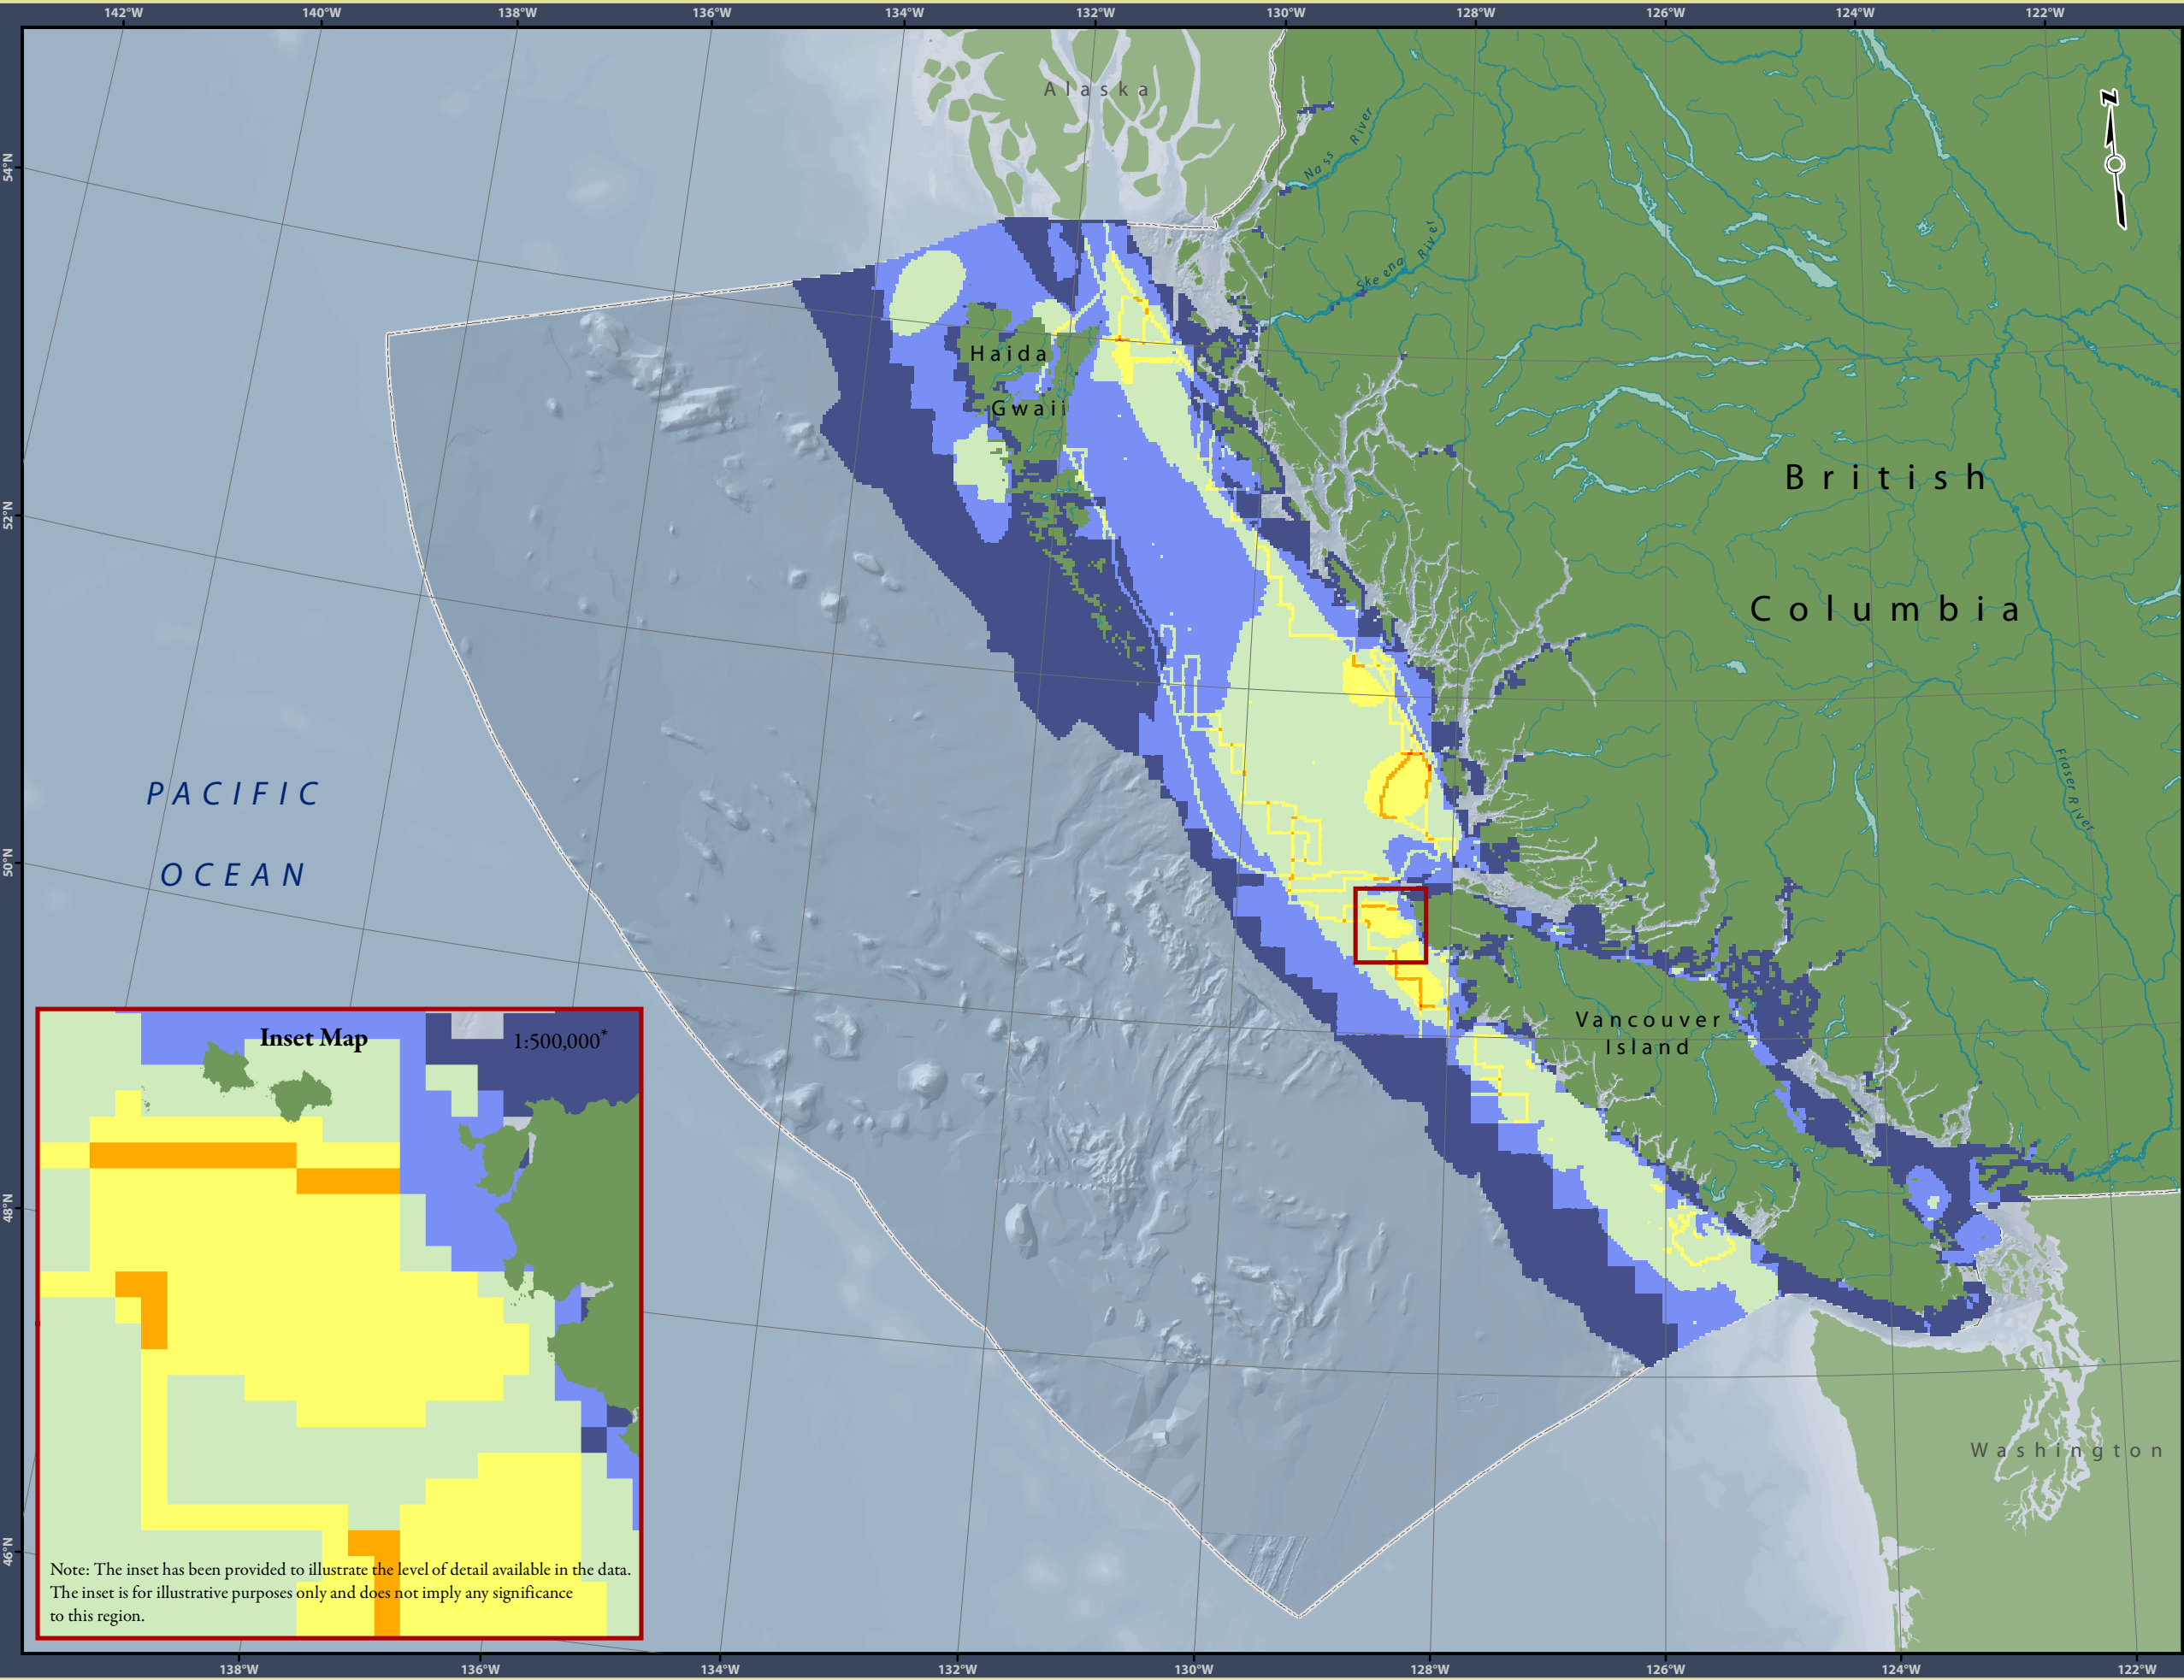 142°W 140°W 138°W 136°W 134°W 132°W 130°W 128°W 126°W 124°W 122°W
Alaska
Nass River
54°N
Skeena River
Haida
Gwaii
British
Columbia
52°N
Fraser River
PACIFIC
OCEAN
50°N
Vancouver
Island
Inset Map
1:500,000*
48°N
Washington
46°N
Note: The inset has been provided to illustrate the level of detail available in the data.
The inset is for illustrative purposes only and does not imply any significance
to this region.
138°W 136°W 134°W 132°W 130°W 128°W 126°W 124°W 122°W
N